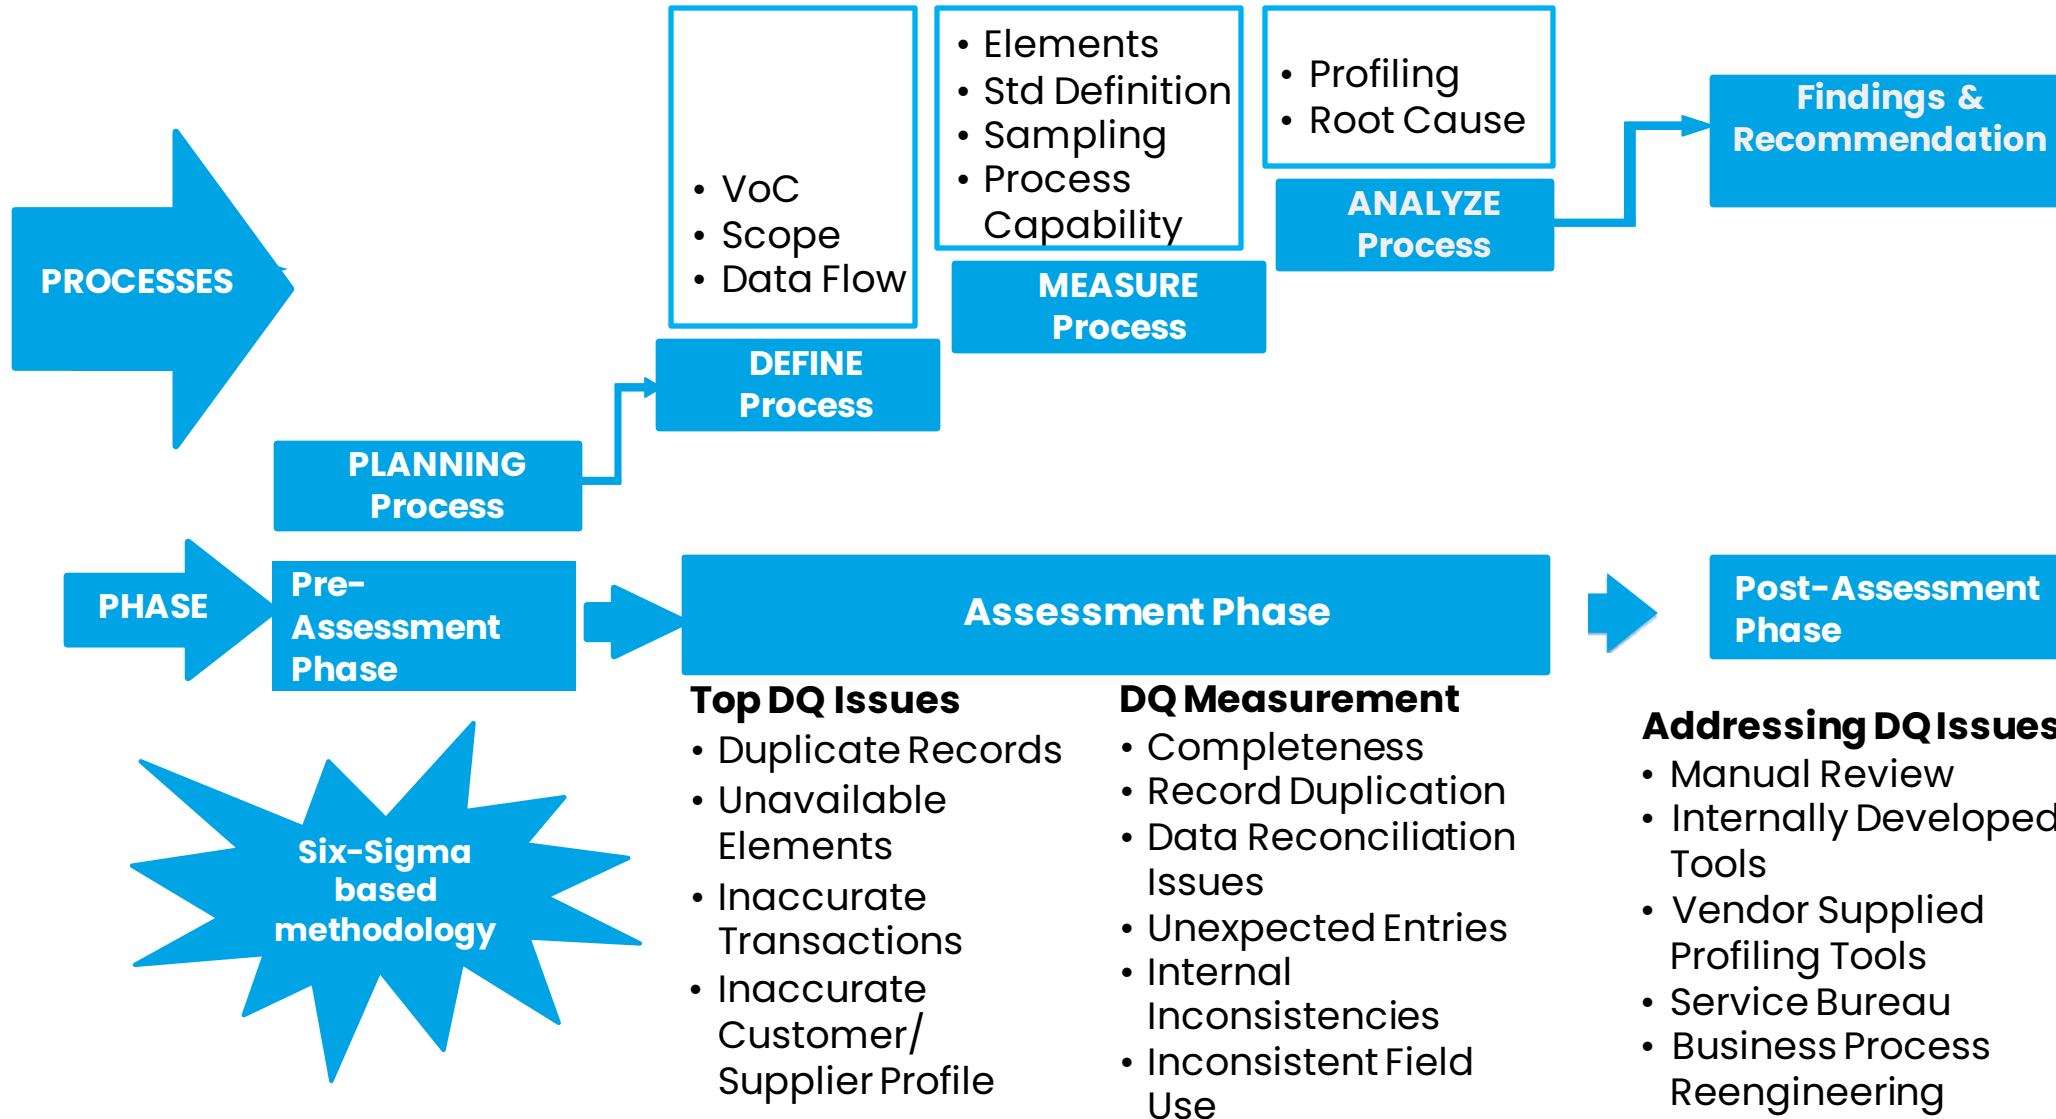 • Elements
• Std Definition
• Sampling
• Process
Capability
• Profiling
• Root Cause
Findings &
Recommendation
• VoC
• Scope
• Data Flow
ANALYZE
Process
PROCESSES
MEASURE
Process
DEFINE
Process
PLANNING
Process
PHASE
Pre-
Assessment
Phase
Assessment Phase
Post-Assessment
Phase
Six-Sigma
based
methodology
Top DQ Issues
• Duplicate Records
• Unavailable
Elements
• Inaccurate
Transactions
• Inaccurate
Customer/
Supplier Profile
DQ Measurement
• Completeness
• Record Duplication
• Data Reconciliation
Issues
• Unexpected Entries
• Internal
Inconsistencies
• Inconsistent Field
Use
Addressing DQ Issues
• Manual Review
• Internally Developed
Tools
• Vendor Supplied
Profiling Tools
• Service Bureau
• Business Process
Reengineering